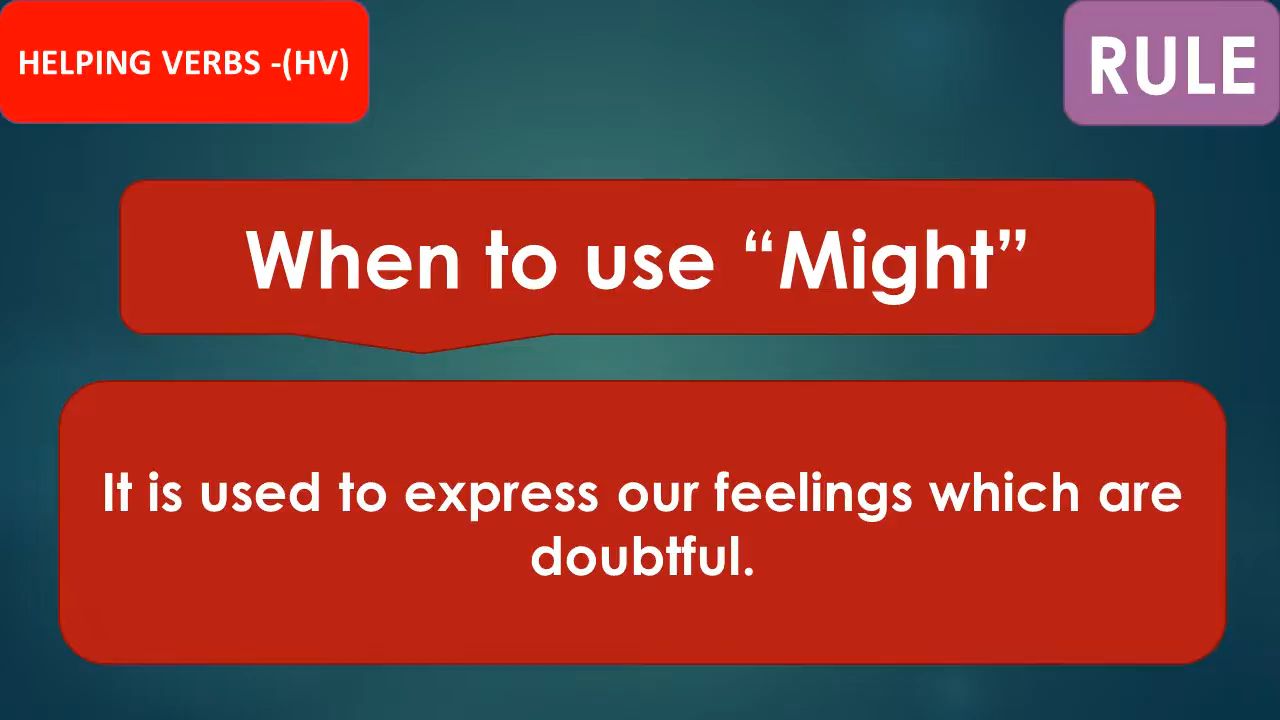 HELPING VERBS -(HV)
RULE
When to use “Might”
It is used to express our feelings which are
doubtful.